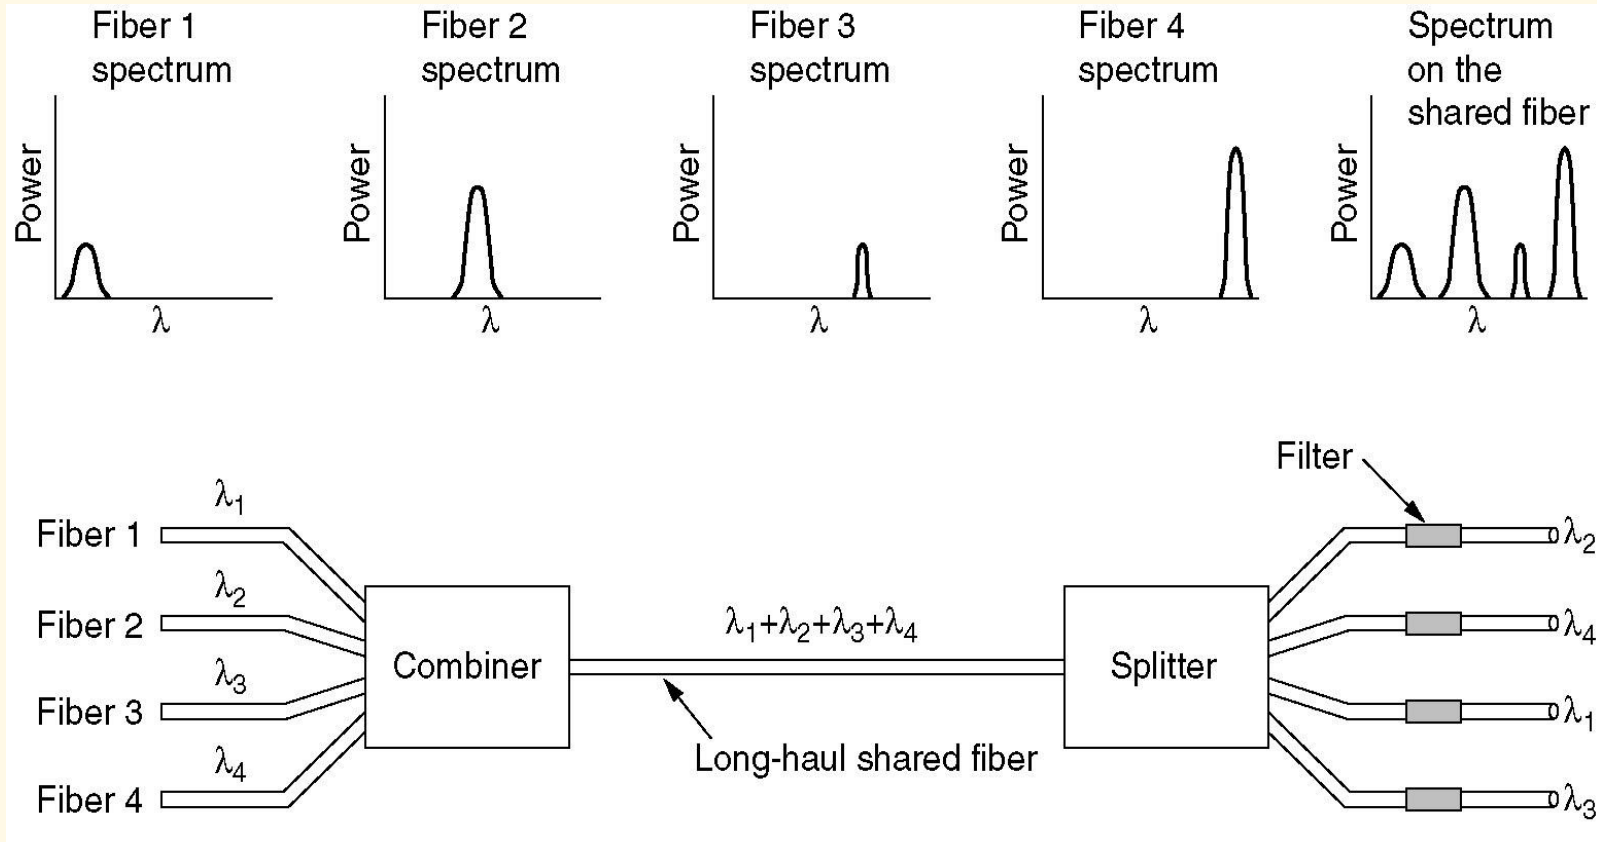 Fiber 1
spectrum
Fiber 2
spectrum
Fiber 3
spectrum
Fiber 4
spectrum
Spectrum
on the
shared fiber
Power
λ
Power
λ
Power
λ
Power
λ
Power
λ
Filter
λ1
Fiber 1
λ2
Fiber 2
λ3
Fiber 3
λ4
Fiber 4
Combiner
λ1+λ2+λ3+λ4
Long-haul shared fiber
Splitter
λ2
λ4
λ1
λ3